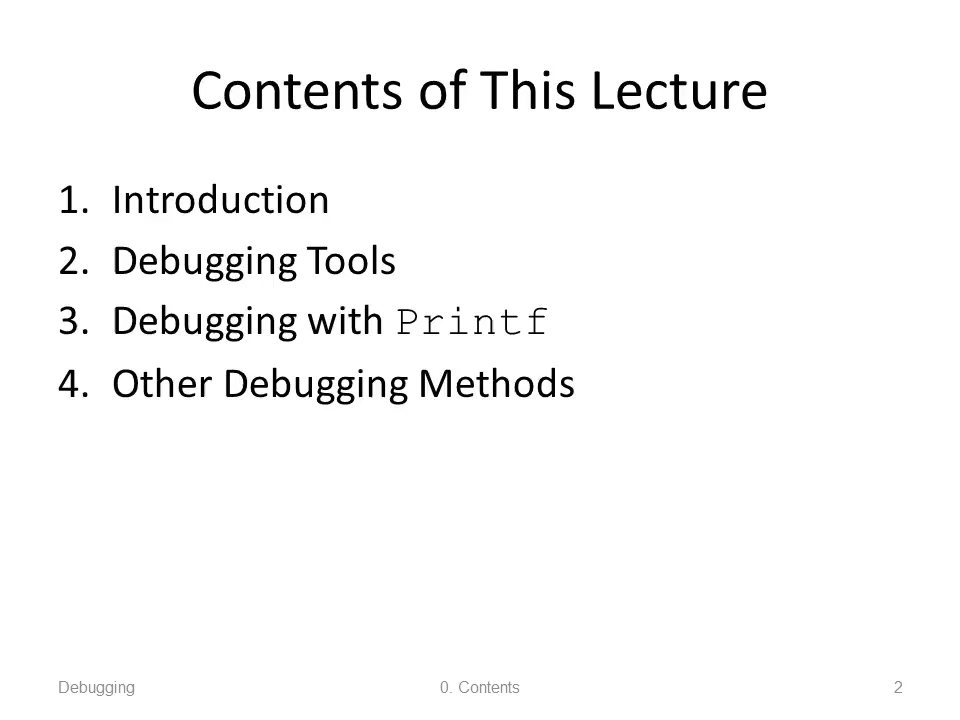 Contents of This Lecture
1. Introduction
2. Debugging Tools
3. Debugging with Printf
4. Other Debugging Methods
Debugging 0. Contents 2